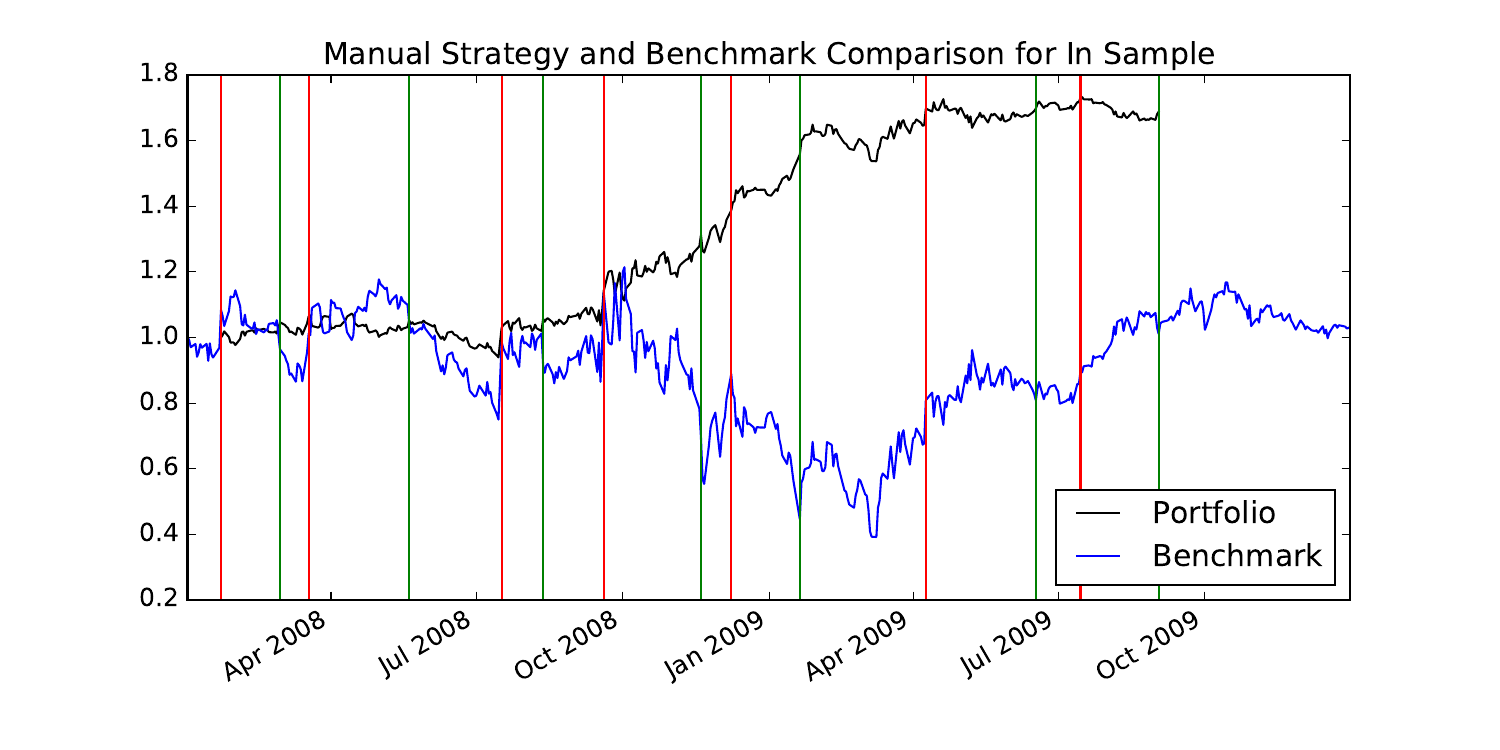 Manual Strategy and Benchmark Comparison for In Sample
1.8
1.6
1.4
1.2
1.0
0.8
0.6
0.4
0.2
Portfolio
Benchmark
Apr 2008
Jul 2008
Oct 2008
Jan 2009
Apr 2009
Jul 2009
Oct 2009